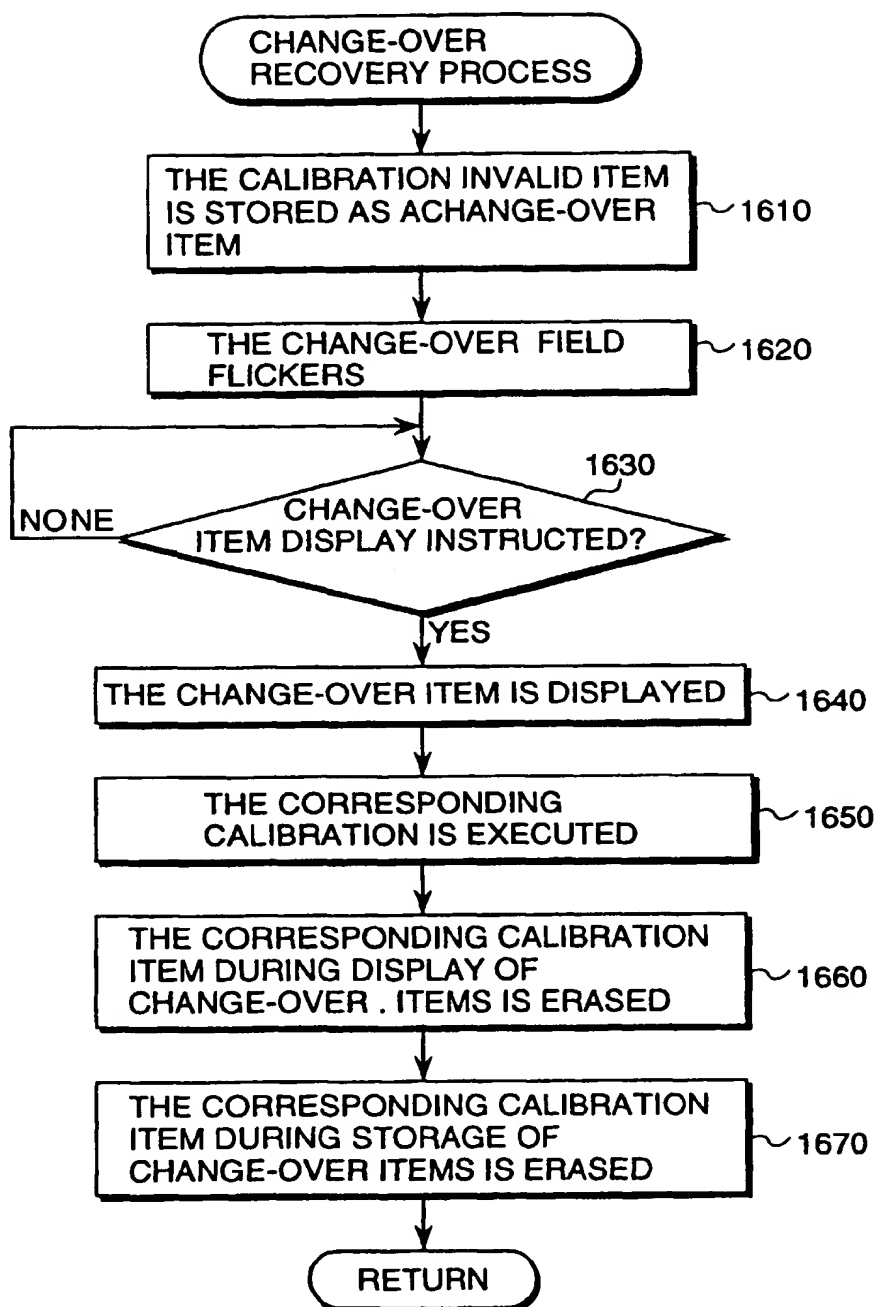 CHANGE-OVER
RECOVERY PROCESS
THE CALIBRATION INVALID ITEM
IS STORED AS ACHANGE-OVER
ITEM
1610
THE CHANGE-OVER FIELD
FLICKERS
1620
1630
NONE
CHANGE-OVER
ITEM DISPLAY INSTRUCTED?
YES
THE CHANGE-OVER ITEM IS DISPLAYED
1640
THE CORRESPONDING
CALIBRATION IS EXECUTED
1650
THE CORRESPONDING CALIBRATION
ITEM DURING DISPLAY OF
CHANGE-OVER . ITEMS IS ERASED
1660
THE CORRESPONDING CALIBRATION
ITEM DURING STORAGE OF
CHANGE-OVER ITEMS IS ERASED
1670
RETURN